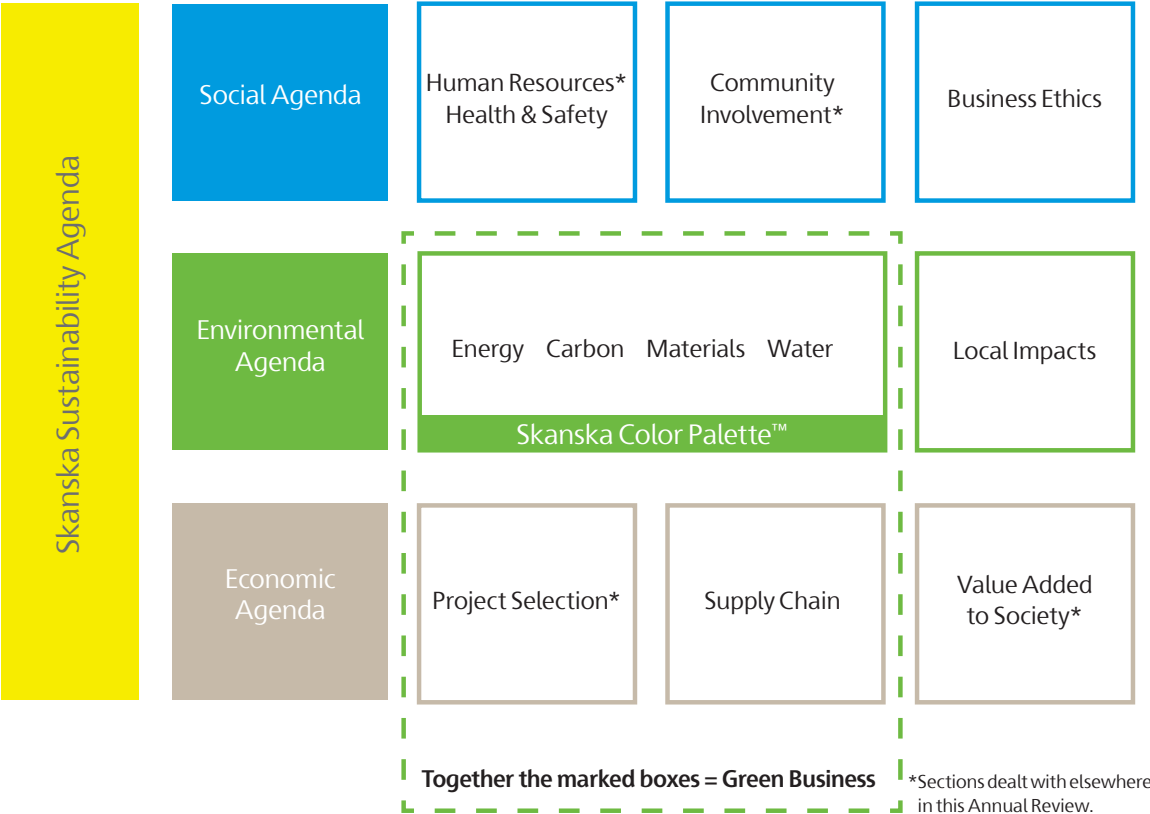 Skanska Sustainability Agenda
Social Agenda
Human Resources*
Health & Safety
Community
Involvement*
Business Ethics
Environmental
Agenda
Energy Carbon Materials Water
Skanska Color Palette™
Local Impacts
Economic
Agenda
Project Selection*
Supply Chain
Value Added
to Society*
Together the marked boxes = Green Business
*Sections dealt with elsewhere
in this Annual Review.